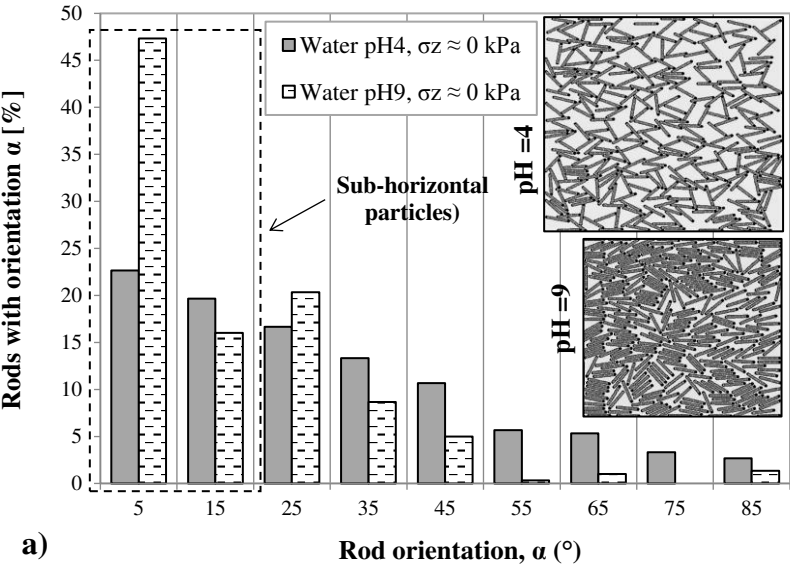 50
45
40
35
30
25
20
15
10
5
0
Rods with orientation α [%]
Water pH4, σz ≈ 0 kPa
Water pH9, σz ≈ 0 kPa
Sub-horizontal
particles)
pH =4
pH =9
5 15 25 35 45 55 65 75 85
a)
Rod orientation, α (°)